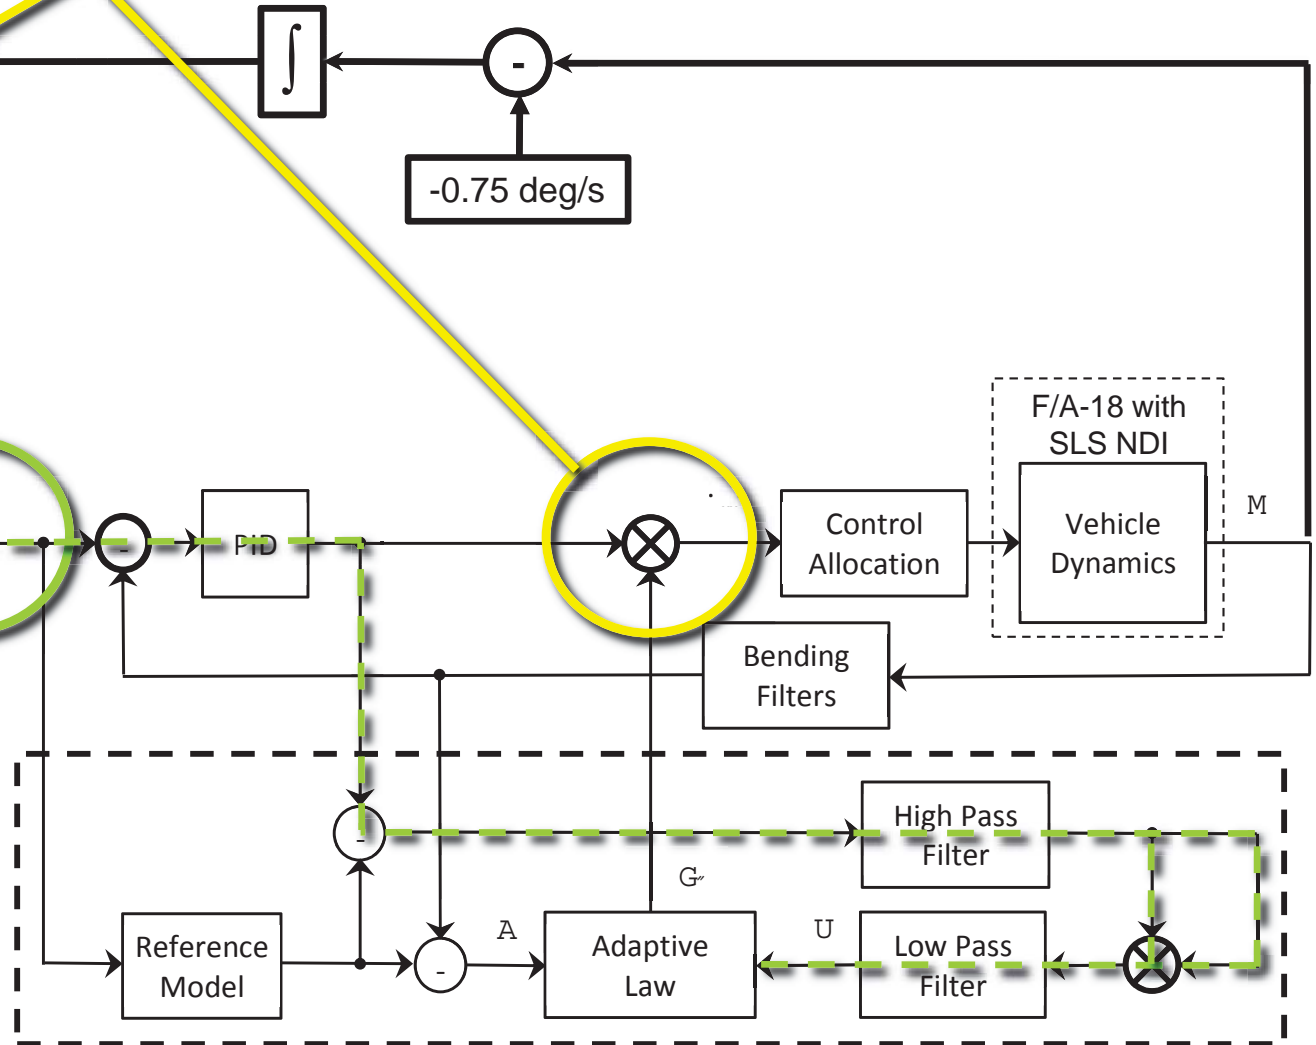 ∫
-
-0.75 deg/s
F/A-18 with
SLS NDI
M
-
PID
Control
Allocation
Vehicle
Dynamics
Bending
Filters
-
High Pass
Filter
G
Reference
Model
-
A
Adaptive
Law
U
Low Pass
Filter